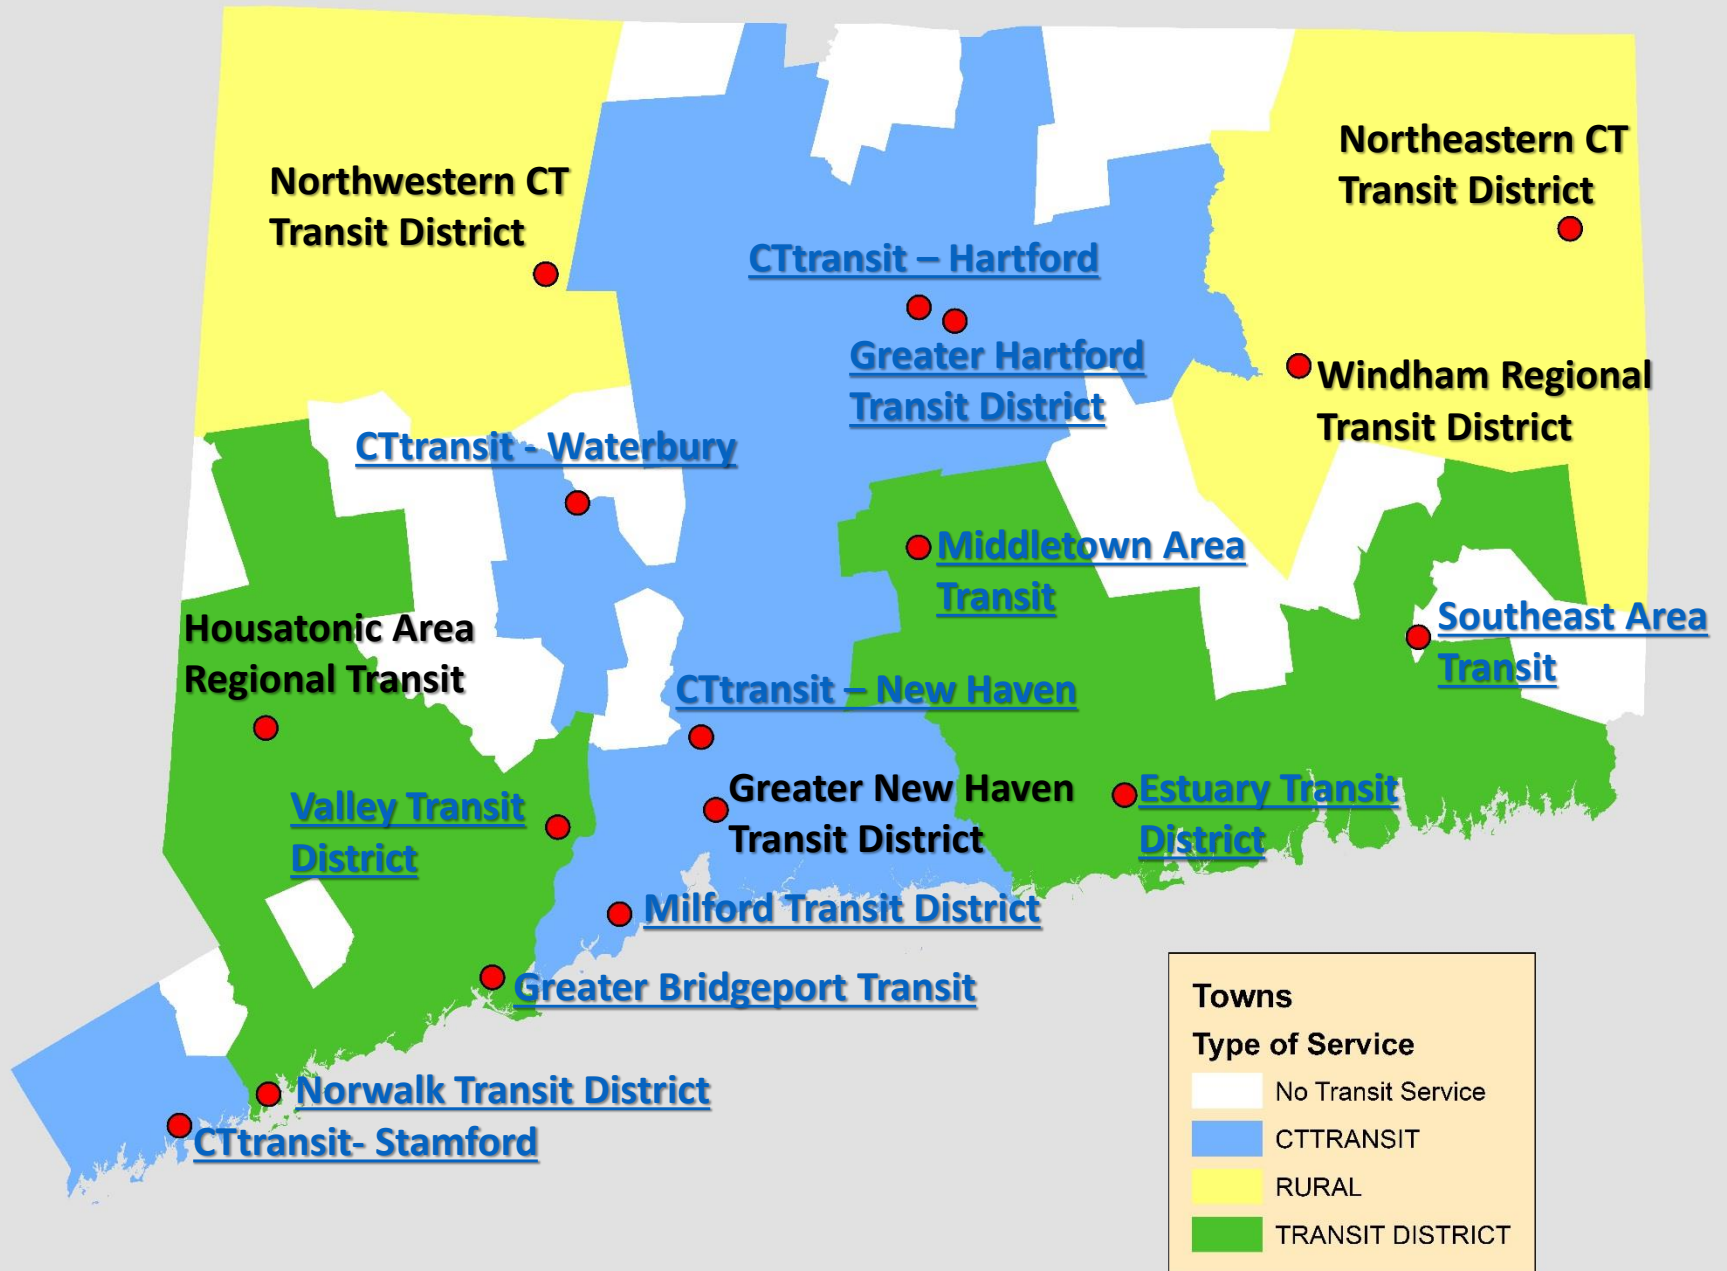 Northwestern CT
Transit District
Northeastern CT
Transit District
CTtransit – Hartford
Greater Hartford
Transit District
Windham Regional
Transit District
CTtransit - Waterbury
Middletown Area
Transit
Southeast Area
Transit
Housatonic Area
Regional Transit
CTtransit – New Haven
Valley Transit
District
Greater New Haven
Transit District
Estuary Transit
District
Milford Transit District
Greater Bridgeport Transit
Norwalk Transit District
CTtransit- Stamford
Towns
Type of Service
No Transit Service
CTTRANSIT
RURAL
TRANSIT DISTRICT